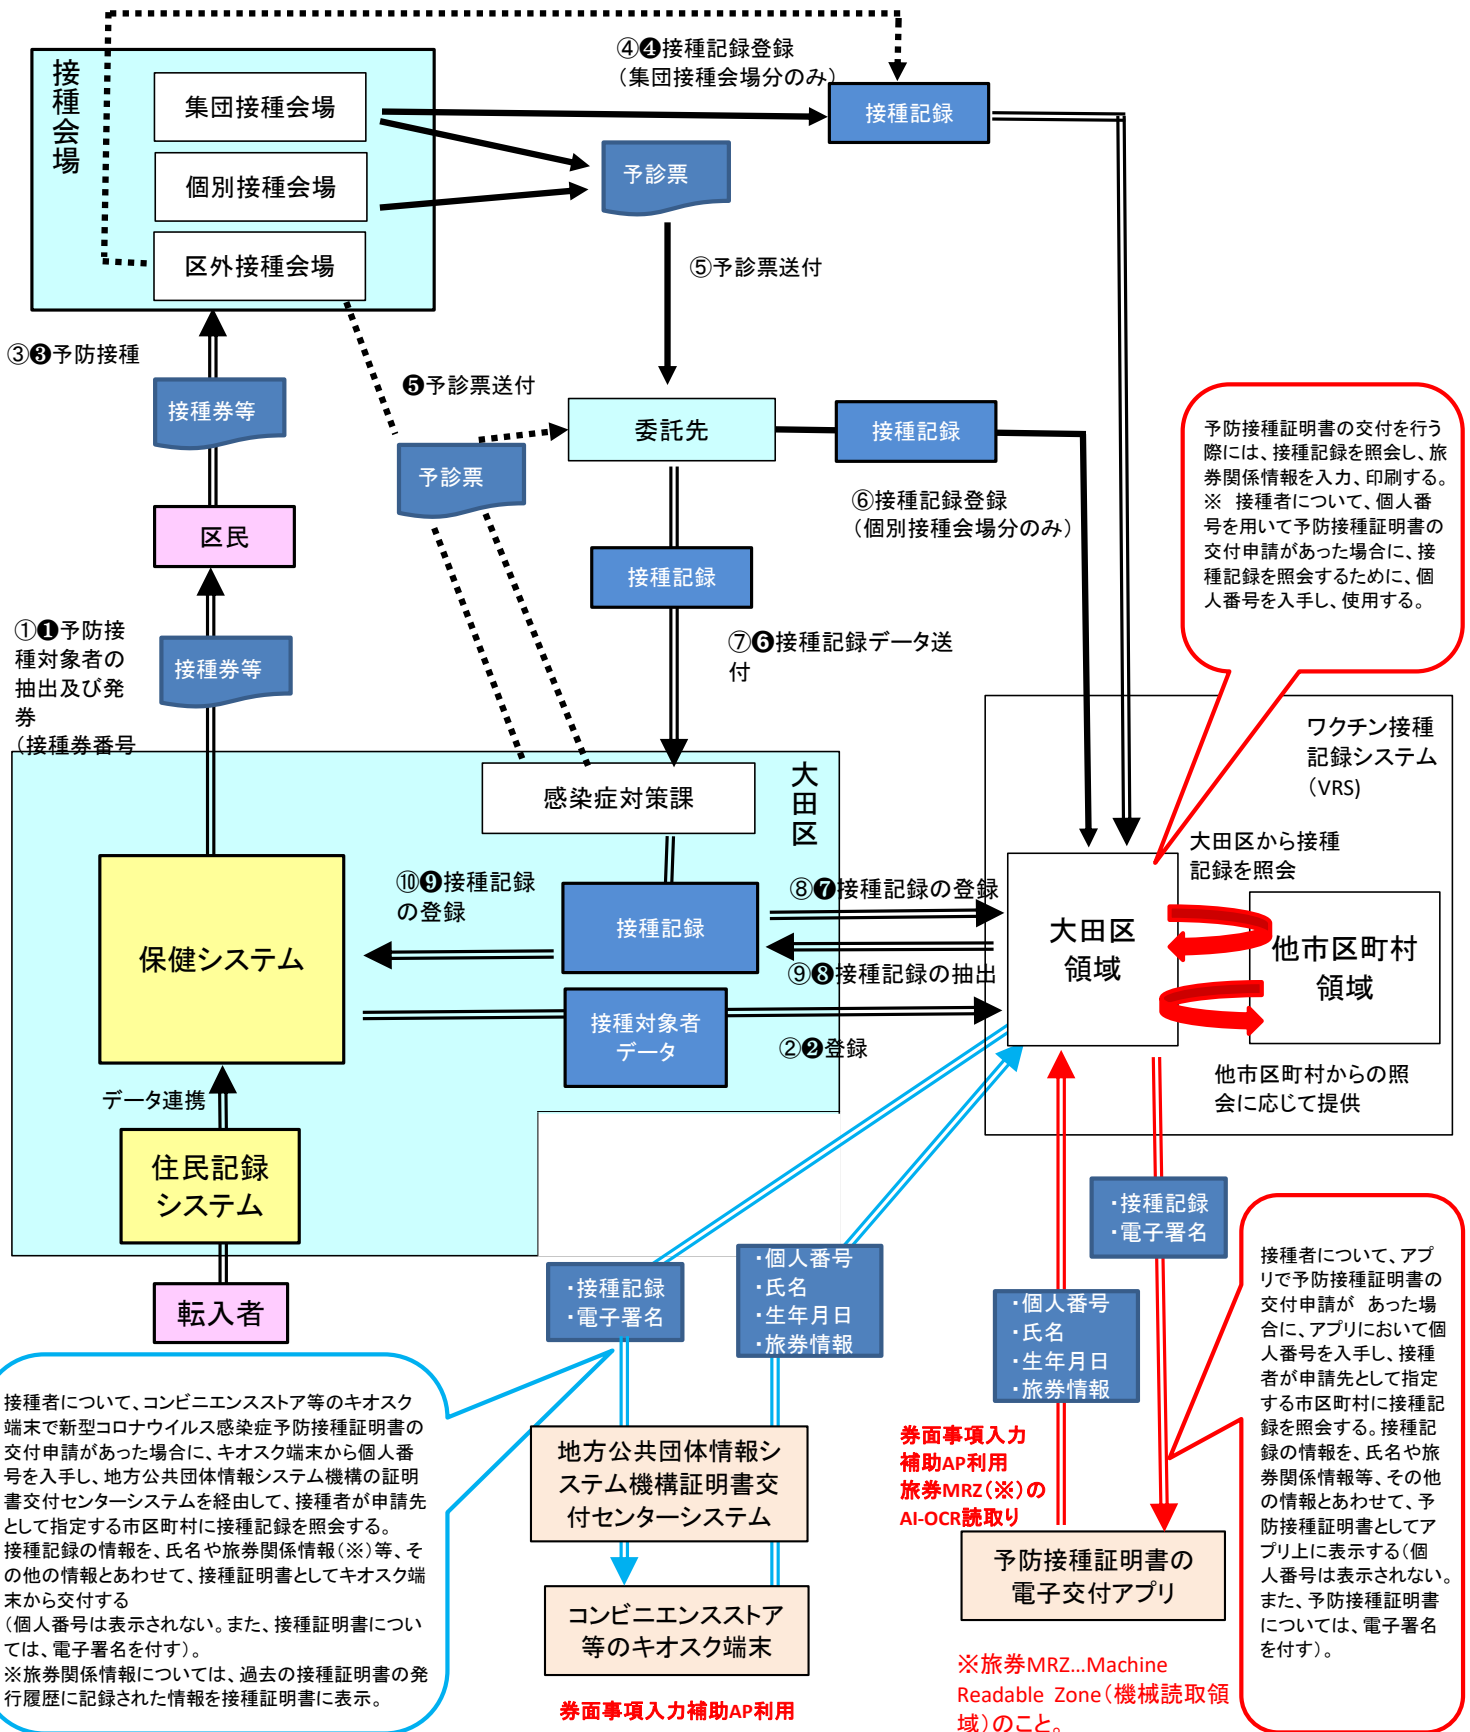 ④❹接種記録登録
（集団接種会場分のみ）
接種会場
集団接種会場
個別接種会場
区外接種会場
接種記録
予診票
⑤予診票送付
③❸予防接種
接種券等
❺予診票送付
委託先
接種記録
予診票
⑥接種記録登録
（個別接種会場分のみ）
区民
接種記録
予防接種証明書の交付を行う
際には、接種記録を照会し、旅
券関係情報を入力、印刷する。
※　接種者について、個人番
号を用いて予防接種証明書の
交付申請があった場合に、接
種記録を照会するために、個
人番号を入手し、使用する。
①❶予防接
種対象者の
抽出及び発
券
（接種券番号
接種券等
⑦❻接種記録データ送
付
大田区
感染症対策課
ワクチン接種
記録システム
（VRS)
大田区から接種
記録を照会
保健システム
⑩❾接種記録
の登録
接種記録
⑧❼接種記録の登録
⑨❽接種記録の抽出
接種対象者
データ
②❷登録
大田区
領域
他市区町村
領域
他市区町村からの照
会に応じて提供
データ連携
住民記録
システム
転入者
・接種記録
・電子署名
・個人番号
・氏名
・生年月日
・旅券情報
・接種記録
・電子署名
・個人番号
・氏名
・生年月日
・旅券情報
接種者について、コンビニエンスストア等のキオスク
端末で新型コロナウイルス感染症予防接種証明書の
交付申請があった場合に、キオスク端末から個人番
号を入手し、地方公共団体情報システム機構の証明
書交付センターシステムを経由して、接種者が申請先
として指定する市区町村に接種記録を照会する。
接種記録の情報を、氏名や旅券関係情報（※）等、そ
の他の情報とあわせて、接種証明書としてキオスク端
末から交付する
（個人番号は表示されない。また、接種証明書につい
ては、電子署名を付す）。
※旅券関係情報については、過去の接種証明書の発
行履歴に記録された情報を接種証明書に表示。
地方公共団体情報シ
ステム機構証明書交
付センターシステム
コンビニエンスストア
等のキオスク端末
券面事項入力補助AP利用
券面事項入力
補助AP利用
旅券MRZ（※）の
AI-OCR読取り
予防接種証明書の
電子交付アプリ
※旅券MRZ…Machine
Readable Zone（機械読取領
域）のこと。
接種者について、アプ
リで予防接種証明書の
交付申請が　あった場
合に、アプリにおいて個
人番号を入手し、接種
者が申請先として指定
する市区町村に接種記
録を照会する。接種記
録の情報を、氏名や旅
券関係情報等、その他
の情報とあわせて、予
防接種証明書としてア
プリ上に表示する（個
人番号は表示されない。
また、予防接種証明書
については、電子署名
を付す）。